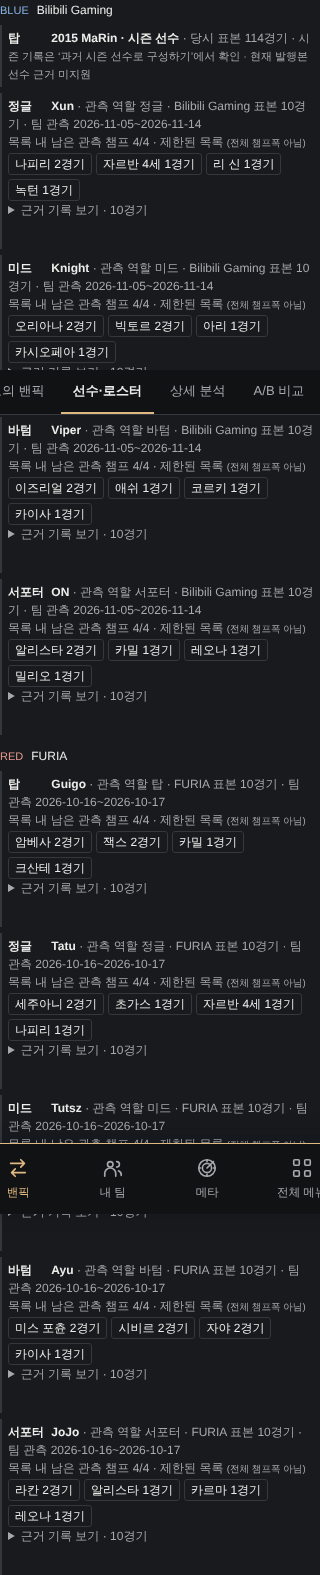 BLUE Bilibili Gaming
탑 2015 MaRin · 시즌 선수 · 당시 표본 114경기 · 시
즌 기록은 '과거 시즌 선수로 구성하기'에서 확인 · 현재 발행본
선수 근거 미지원
정글 Xun · 관측 역할 정글 · Bilibili Gaming 표본 10경
기 · 팀 관측 2026-11-05~2026-11-14
목록 내 남은 관측 챔프 4/4 · 제한된 목록 (전체 챔프폭 아님)
나피리 2경기 자르반 4세 1경기 리 신 1경기
녹턴 1경기
▶ 근거 기록 보기 · 10경기
미드 Knight · 관측 역할 미드 · Bilibili Gaming 표본 10
경기 · 팀 관측 2026-11-05~2026-11-14
목록 내 남은 관측 챔프 4/4 · 제한된 목록 (전체 챔프폭 아님)
오리아나 2경기 빅토르 2경기 아리 1경기
카시오페아 1경기
의 밴픽 선수·로스터 상세 분석 A/B 비교
바텀 Viper · 관측 역할 바텀 · Bilibili Gaming 표본 10경
기 · 팀 관측 2026-11-05~2026-11-14
목록 내 남은 관측 챔프 4/4 · 제한된 목록 (전체 챔프폭 아님)
이즈리얼 2경기 애쉬 1경기 코르키 1경기
카이사 1경기
▶ 근거 기록 보기 · 10경기
서포터 ON · 관측 역할 서포터 · Bilibili Gaming 표본 10경
기 · 팀 관측 2026-11-05~2026-11-14
목록 내 남은 관측 챔프 4/4 · 제한된 목록 (전체 챔프폭 아님)
알리스타 2경기 카밀 1경기 레오나 1경기
밀리오 1경기
▶ 근거 기록 보기 · 10경기
RED FURIA
탑 Guigo · 관측 역할 탑 · FURIA 표본 10경기 · 팀
관측 2026-10-16~2026-10-17
목록 내 남은 관측 챔프 4/4 · 제한된 목록 (전체 챔프폭 아님)
암베사 2경기 잭스 2경기 카밀 1경기
크산테 1경기
▶ 근거 기록 보기 · 10경기
정글 Tatu · 관측 역할 정글 · FURIA 표본 10경기 · 팀
관측 2026-10-16~2026-10-17
목록 내 남은 관측 챔프 4/4 · 제한된 목록 (전체 챔프폭 아님)
세주아니 2경기 초가스 1경기 자르반 4세 1경기
나피리 1경기
▶ 근거 기록 보기 · 10경기
미드 Tutsz · 관측 역할 미드 · FURIA 표본 10경기 · 팀
관측 2026-10-16~2026-10-17
밴픽 내 팀 메타 전체 메뉴
바텀 Ayu · 관측 역할 바텀 · FURIA 표본 10경기 · 팀
관측 2026-10-16~2026-10-17
목록 내 남은 관측 챔프 4/4 · 제한된 목록 (전체 챔프폭 아님)
미스 포츈 2경기 시비르 2경기 자야 2경기
카이사 1경기
▶ 근거 기록 보기 · 10경기
서포터 JoJo · 관측 역할 서포터 · FURIA 표본 10경기 ·
팀 관측 2026-10-16~2026-10-17
목록 내 남은 관측 챔프 4/4 · 제한된 목록 (전체 챔프폭 아님)
라칸 2경기 알리스타 1경기 카르마 1경기
레오나 1경기
▶ 근거 기록 보기 · 10경기